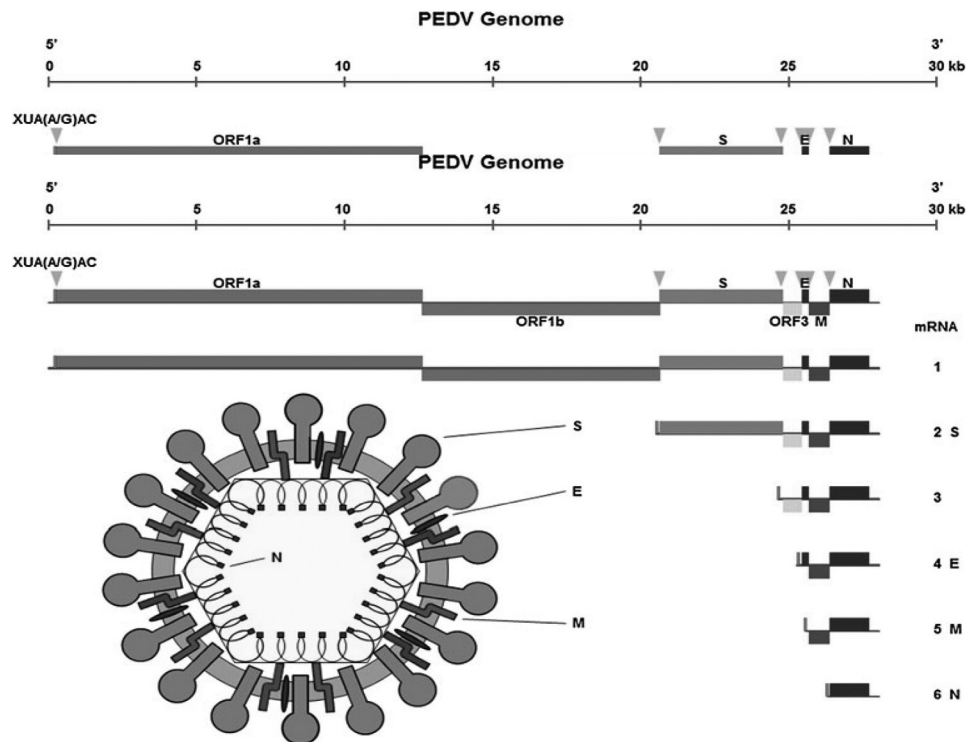 PEDV Genome
5' 3'
0 5 10 15 20 25 30 kb
XUA(A/G)AC
ORF1a S E N
PEDV Genome
5' 3'
0 5 10 15 20 25 30 kb
XUA(A/G)AC
ORF1a S E N
ORF1b ORF3 M mRNA
1
S 2 S
E 3
N 4 E
M 5 M
6 N